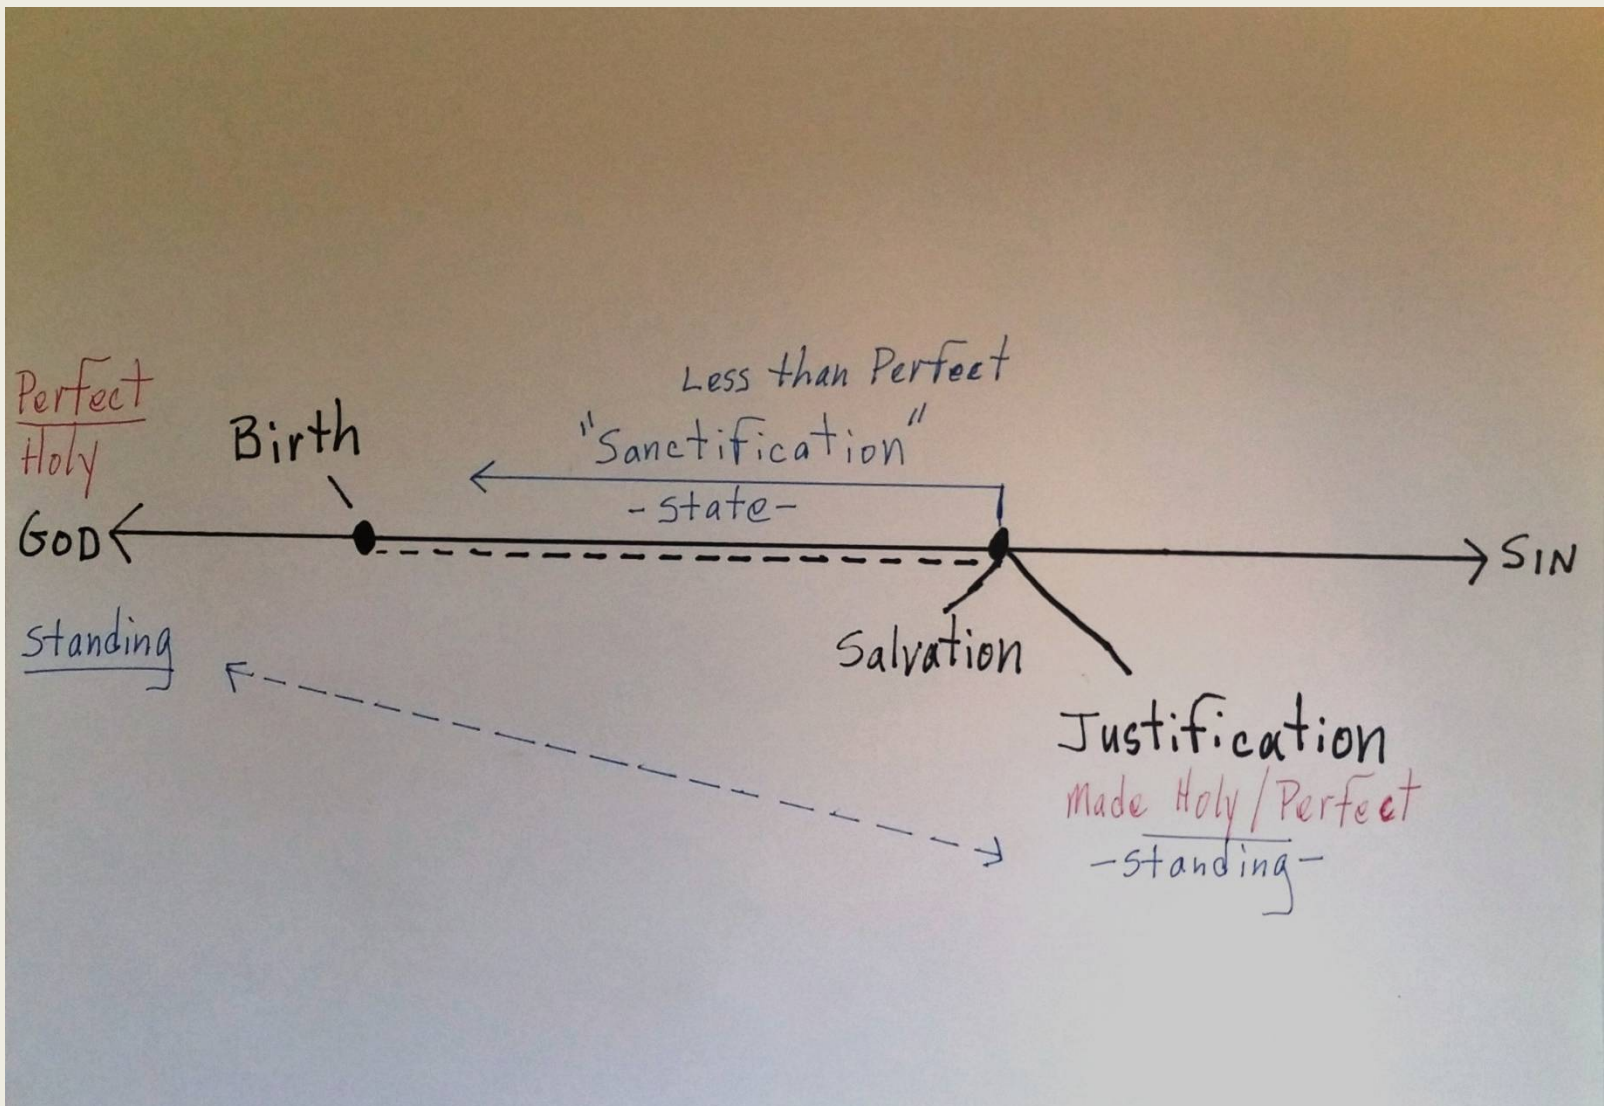 Less than Perfect
Perfect
Holy
Birth
"Sanctification"
-state-
GOD
SIN
Standing
Salvation
Justification
Made Holy/Perfect
-standing-